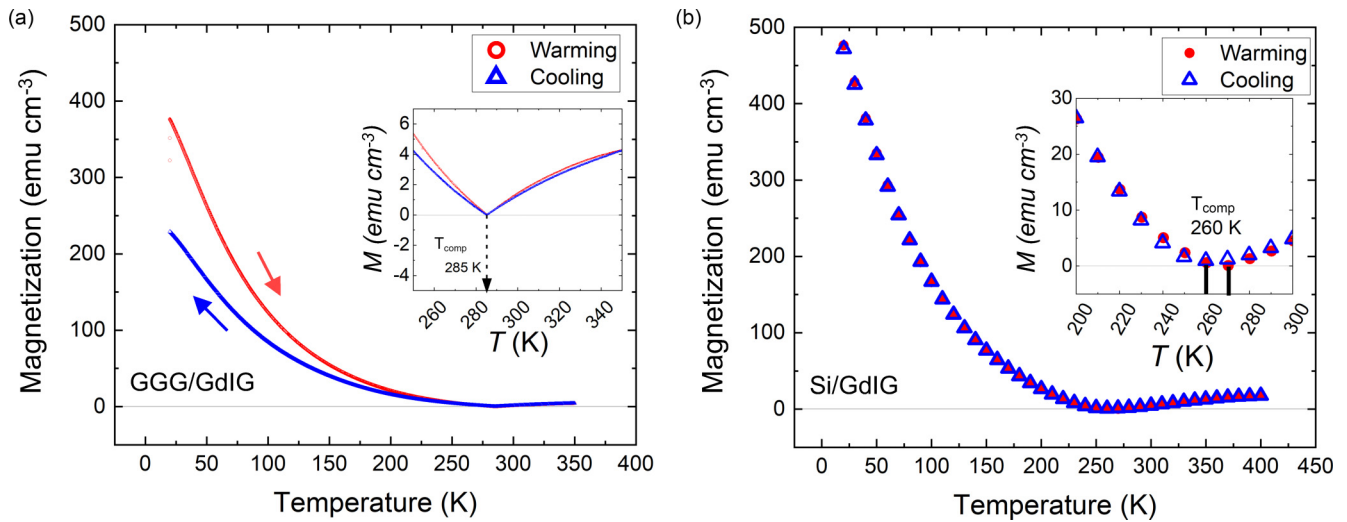 (a)
500
400
300
200
100
0
Magnetization (emu cm-3)
Warming
Cooling
6
4
2
0
-2
-4
M (emu cm-3)
Tcomp
285 K
260
280
300
320
340
T (K)
GGG/GdIG
0 50 100 150 200 250 300 350 400
Temperature (K)
(b)
500
400
300
200
100
0
Magnetization (emu cm-3)
Warming
Cooling
30
20
10
0
M (emu cm-3)
Tcomp
260 K
200
220
240
260
280
300
T (K)
Si/GdIG
0 50 100 150 200 250 300 350 400 450
Temperature (K)